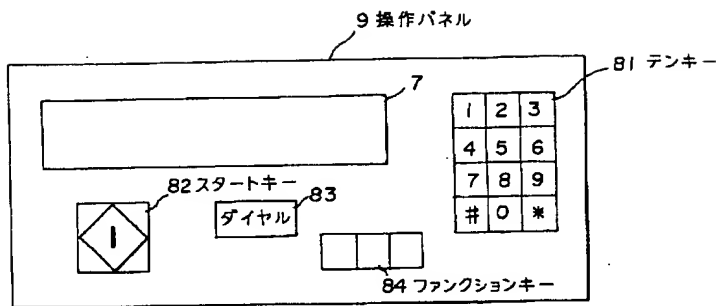 9 操作パネル
7
81 テンキー
1 2 3
4 5 6
7 8 9
# 0 *
82 スタートキー
83
ダイヤル
84 ファンクションキー